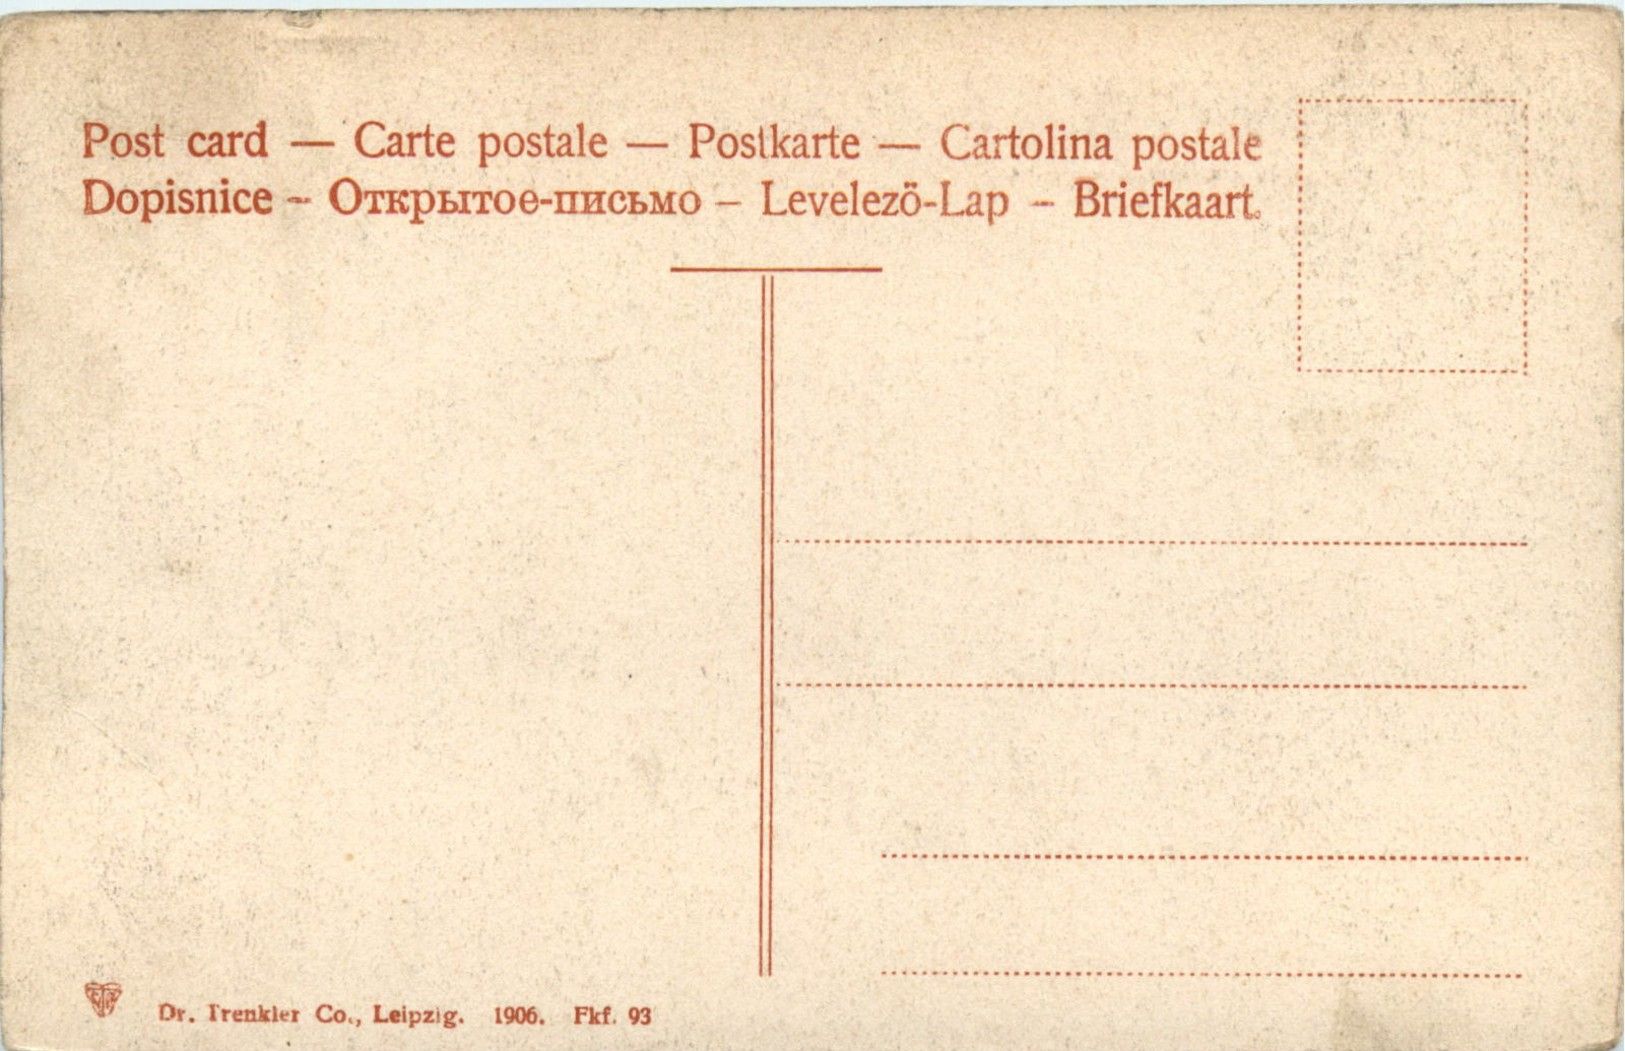 Post card — Carte postale — Postkarte — Cartolina postale
Dopisnice – Открытое-письмо – Levelezö-Lap – Briefkaart.
Dr. Trenkler Co., Leipzig. 1906. Fkf. 93